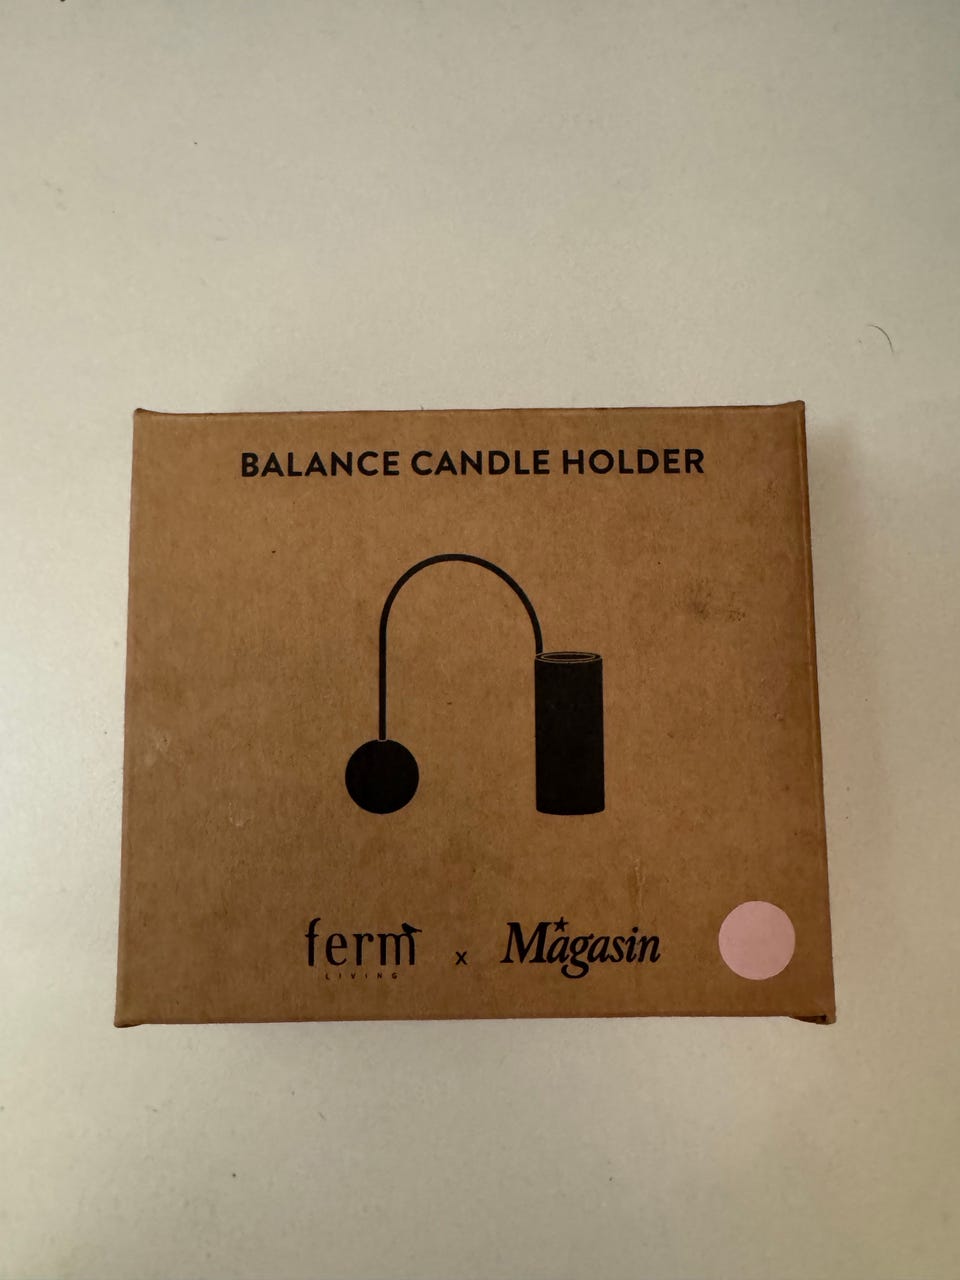 BALANCE CANDLE HOLDER
ferm LIVING x Magasin